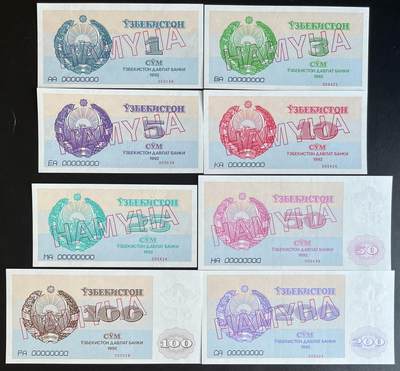 ЎЗБЕКИСТОН
НАМУНА
1
СЎМ
ЎЗБЕКИСТОН ДАВЛАТ БАНКИ
1992
АА 00000000
ЎЗБЕКИСТОН
НАМУНА
3
СЎМ
ЎЗБЕКИСТОН ДАВЛАТ БАНКИ
1992
ВА 00000000
ЎЗБЕКИСТОН
НАМУНА
5
СЎМ
ЎЗБЕКИСТОН ДАВЛАТ БАНКИ
1992
ЕА 00000000
ЎЗБЕКИСТОН
НАМУНА
10
СЎМ
ЎЗБЕКИСТОН ДАВЛАТ БАНКИ
1992
КА 00000000
ЎЗБЕКИСТОН
НАМУНА
СЎМ
ЎЗБЕКИСТОН ДАВЛАТ БАНКИ
1992
00000000
ЎЗБЕКИСТОН
НАМУНА
СЎМ
ЎЗБЕКИСТОН ДАВЛАТ БАНКИ
1992
50
НА 00000000
ЎЗБЕКИСТОН
НАМУНА
100
СЎМ
ЎЗБЕКИСТОН ДАВЛАТ БАНКИ
1992
100
РА 00000000
ЎЗБЕКИСТОН
НАМУНА
СЎМ
ЎЗБЕКИСТОН ДАВЛАТ БАНКИ
1992
200
СА 00000000